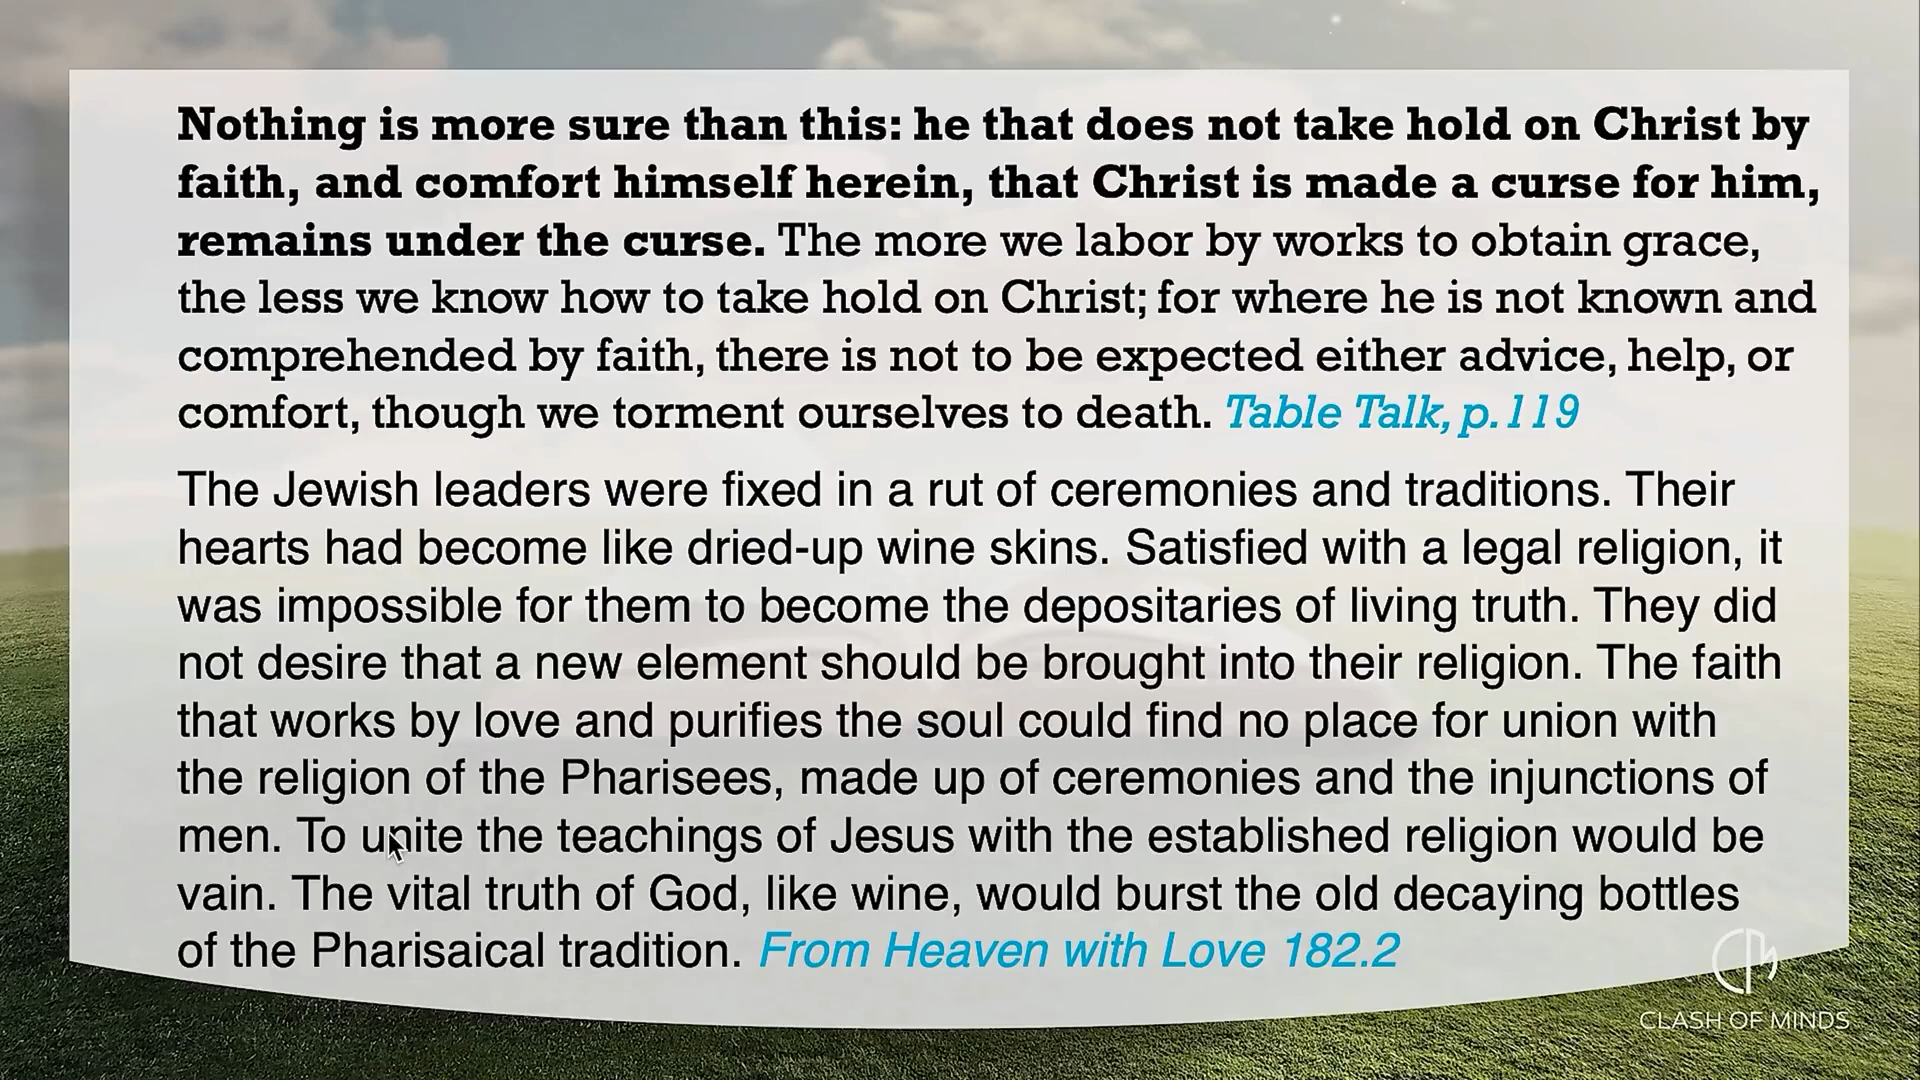 Nothing is more sure than this: he that does not take hold on Christ by
faith, and comfort himself herein, that Christ is made a curse for him,
remains under the curse. The more we labor by works to obtain grace,
the less we know how to take hold on Christ; for where he is not known and
comprehended by faith, there is not to be expected either advice, help, or
comfort, though we torment ourselves to death. Table Talk, p.119
The Jewish leaders were fixed in a rut of ceremonies and traditions. Their
hearts had become like dried-up wine skins. Satisfied with a legal religion, it
was impossible for them to become the depositaries of living truth. They did
not desire that a new element should be brought into their religion. The faith
that works by love and purifies the soul could find no place for union with
the religion of the Pharisees, made up of ceremonies and the injunctions of
men. To unite the teachings of Jesus with the established religion would be
vain. The vital truth of God, like wine, would burst the old decaying bottles
of the Pharisaical tradition. From Heaven with Love 182.2
CLASH OF MINDS